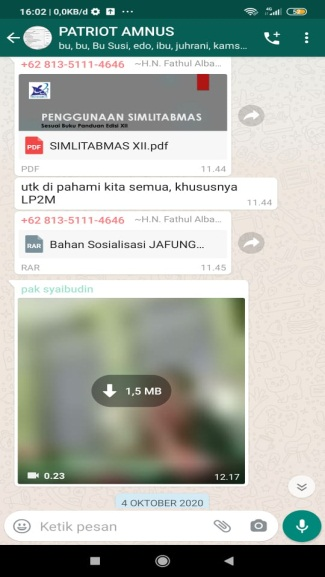 16:02 | 0,0KB/d
PATRIOT AMNUS
bu, bu, Bu Susi, edo, ibu, juhrani, kams...
+62 813-5111-4646 ~H.N. Fathul Alba...
PENGGUNAAN SIMLITABMAS
Sesuai Buku Panduan Edisi XII
PDF SIMLITABMAS XII.pdf
PDF 11.44
utk di pahami kita semua, khususnya
LP2M 11.44
+62 813-5111-4646 ~H.N. Fathul Alba...
RAR Bahan Sosialisasi JAFUNG...
RAR 11.45
pak syaibudin
1,5 MB
0.23 12.17
4 OKTOBER 2020
Ketik pesan